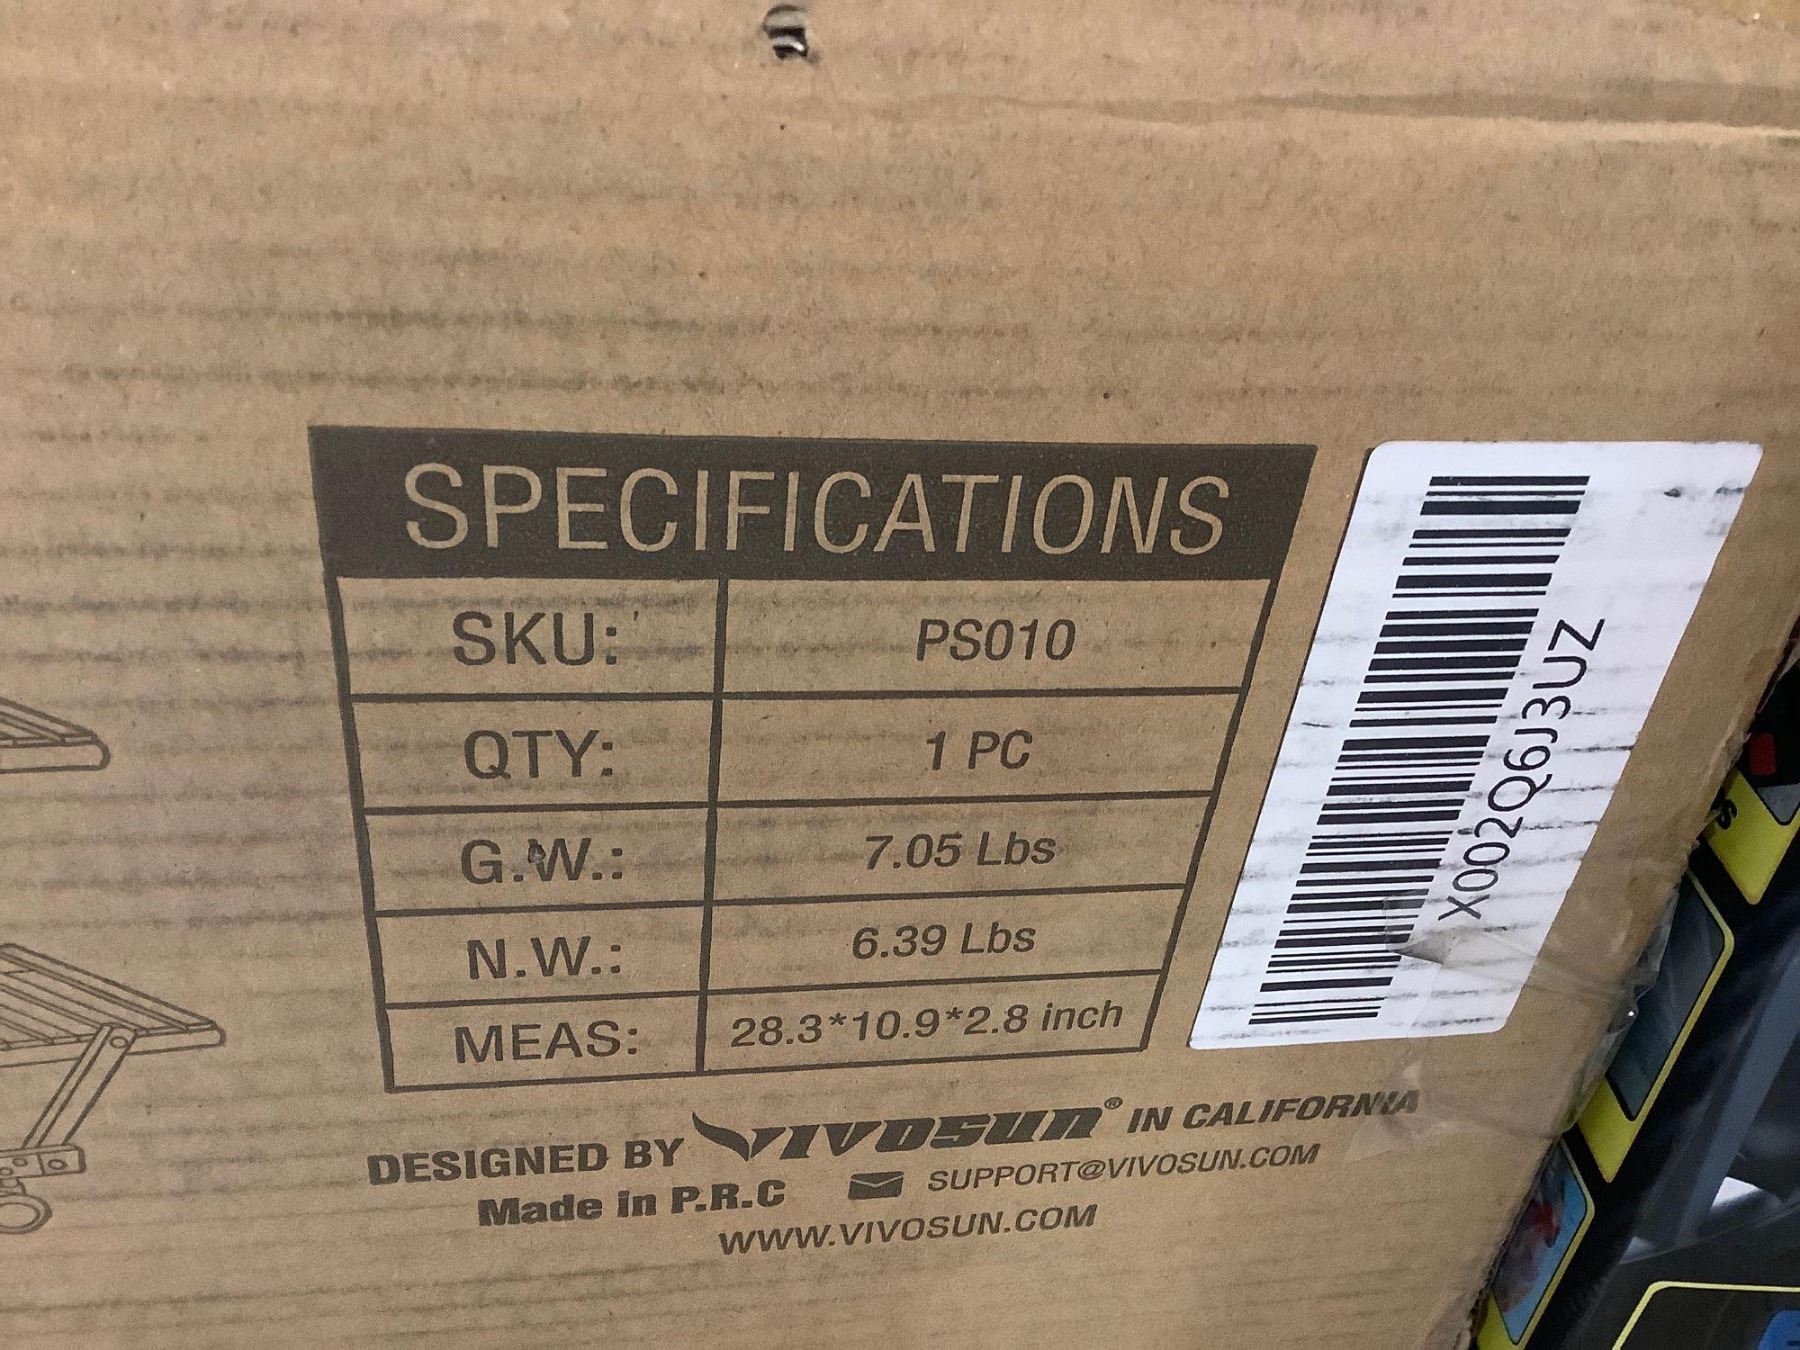 SPECIFICATIONS
SKU: PS010
QTY: 1 PC
G.W.: 7.05 Lbs
N.W.: 6.39 Lbs
MEAS: 28.3*10.9*2.8 inch
X002Q6J3UZ
DESIGNED BY VIVOSUN® IN CALIFORNIA
Made in P.R.C SUPPORT@VIVOSUN.COM
WWW.VIVOSUN.COM